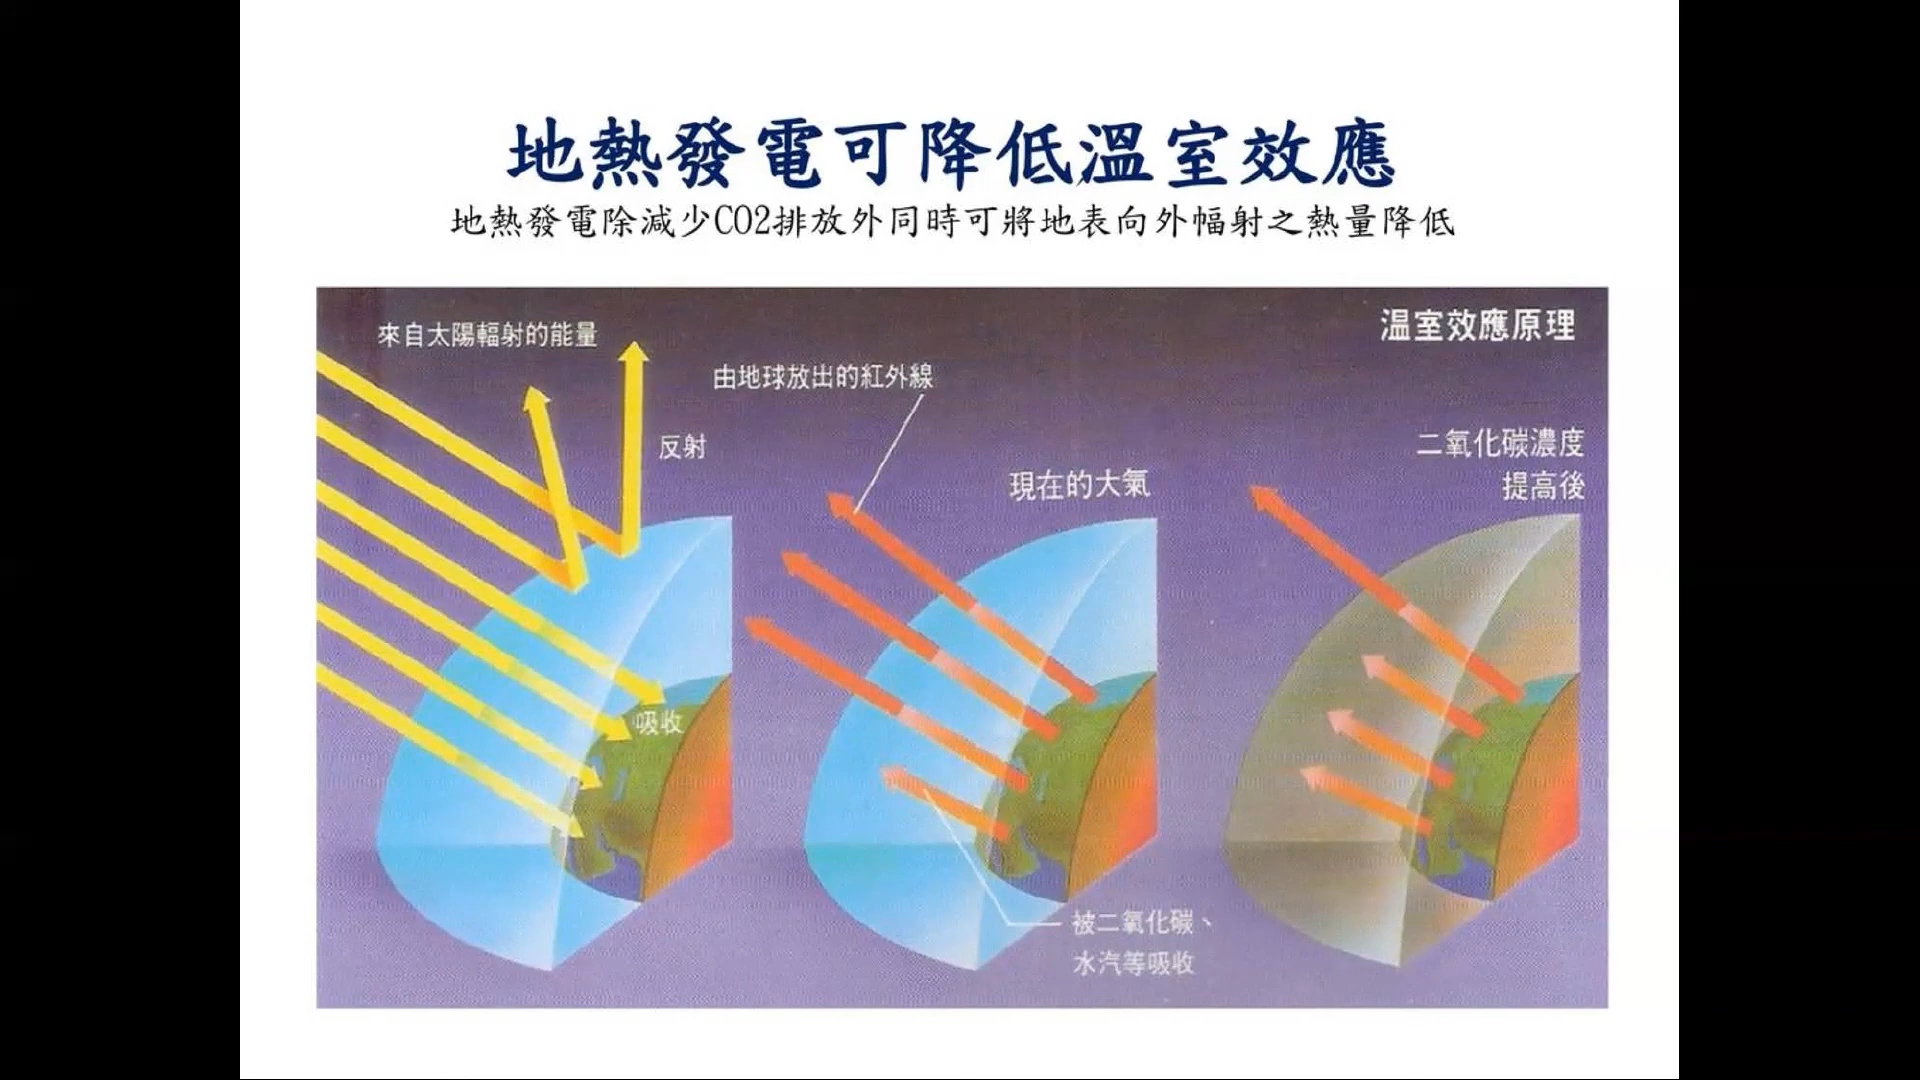 地熱發電可降低溫室效應
地熱發電除減少CO2排放外同時可將地表向外幅射之熱量降低
溫室效應原理
來自太陽輻射的能量
由地球放出的紅外線
反射
二氧化碳濃度
提高後
現在的大氣
吸收
被二氧化碳、
水汽等吸收